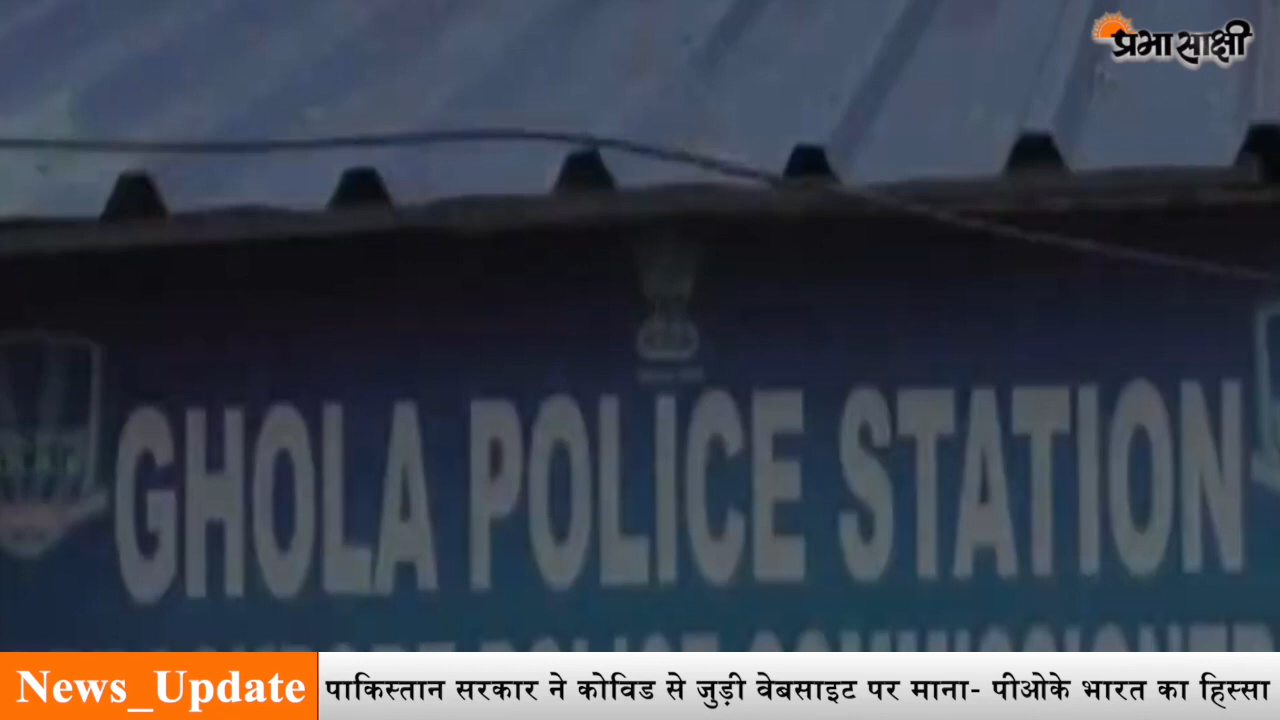 प्रभा साक्षी
GHOLA POLICE STATION
News_Update
पाकिस्तान सरकार ने कोविड से जुड़ी वेबसाइट पर माना- पीओके भारत का हिस्सा